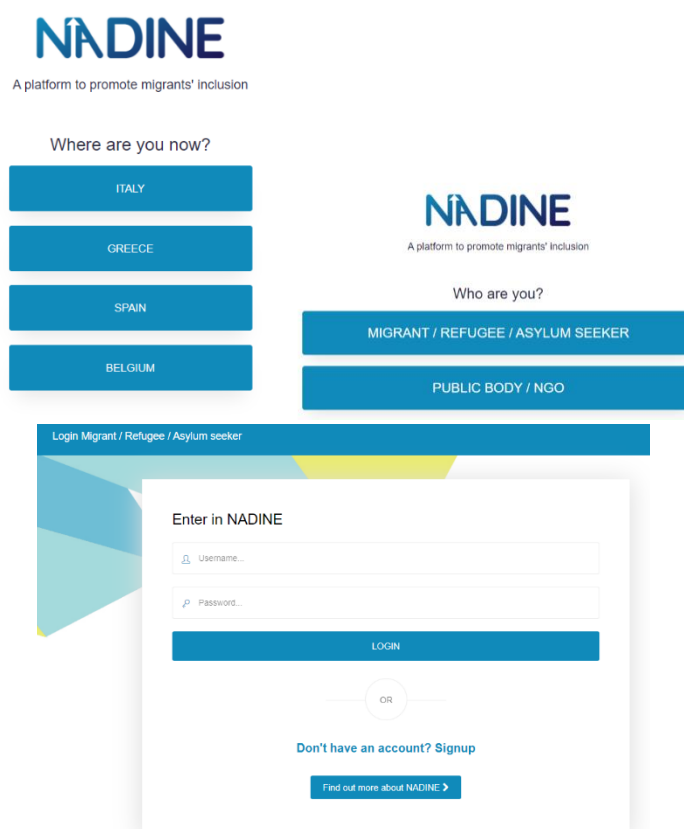 NADINE
A platform to promote migrants' inclusion
Where are you now?
ITALY
GREECE
SPAIN
BELGIUM
NADINE
A platform to promote migrants' inclusion
Who are you?
MIGRANT / REFUGEE / ASYLUM SEEKER
PUBLIC BODY / NGO
Login Migrant / Refugee / Asylum seeker
Enter in NADINE
Username...
Password...
LOGIN
OR
Don't have an account? Signup
Find out more about NADINE